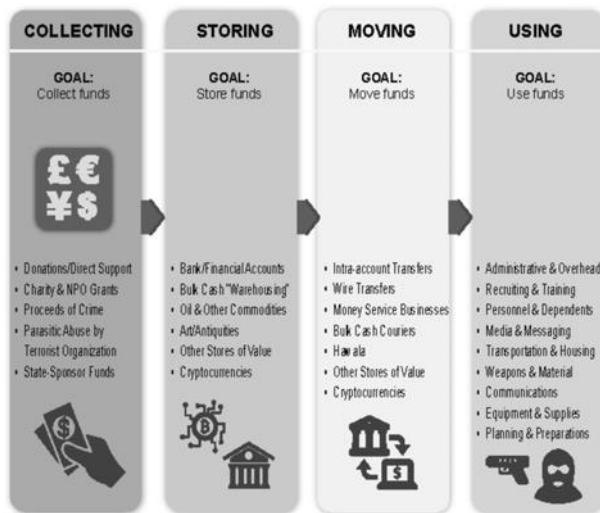 COLLECTING
GOAL:
Collect funds
£ €
¥ $
• Donations/Direct Support
• Charity & NPO Grants
• Proceeds of Crime
• Parasitic Abuse by
Terrorist Organization
• State-Sponsor Funds
$
STORING
GOAL:
Store funds
• Bank/Financial Accounts
• Bulk Cash "Warehousing"
• Oil & Other Commodities
• Art/Antiquities
• Other Stores of Value
• Cryptocurrencies
MOVING
GOAL:
Move funds
• Intra-account Transfers
• Wire Transfers
• Money Service Businesses
• Bulk Cash Couriers
• Hawala
• Other Stores of Value
• Cryptocurrencies
$
USING
GOAL:
Use funds
• Administrative & Overhead
• Recruiting & Training
• Personnel & Dependents
• Media & Messaging
• Transportation & Housing
• Weapons & Material
• Communications
• Equipment & Supplies
• Planning & Preparations